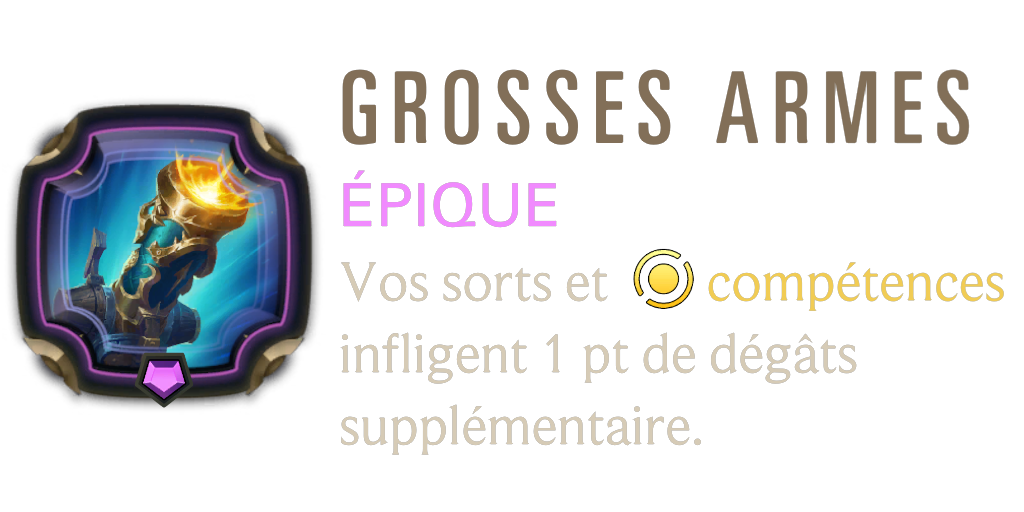 GROSSES ARMES
ÉPIQUE
Vos sorts et compétences
infligent 1 pt de dégâts
supplémentaire.